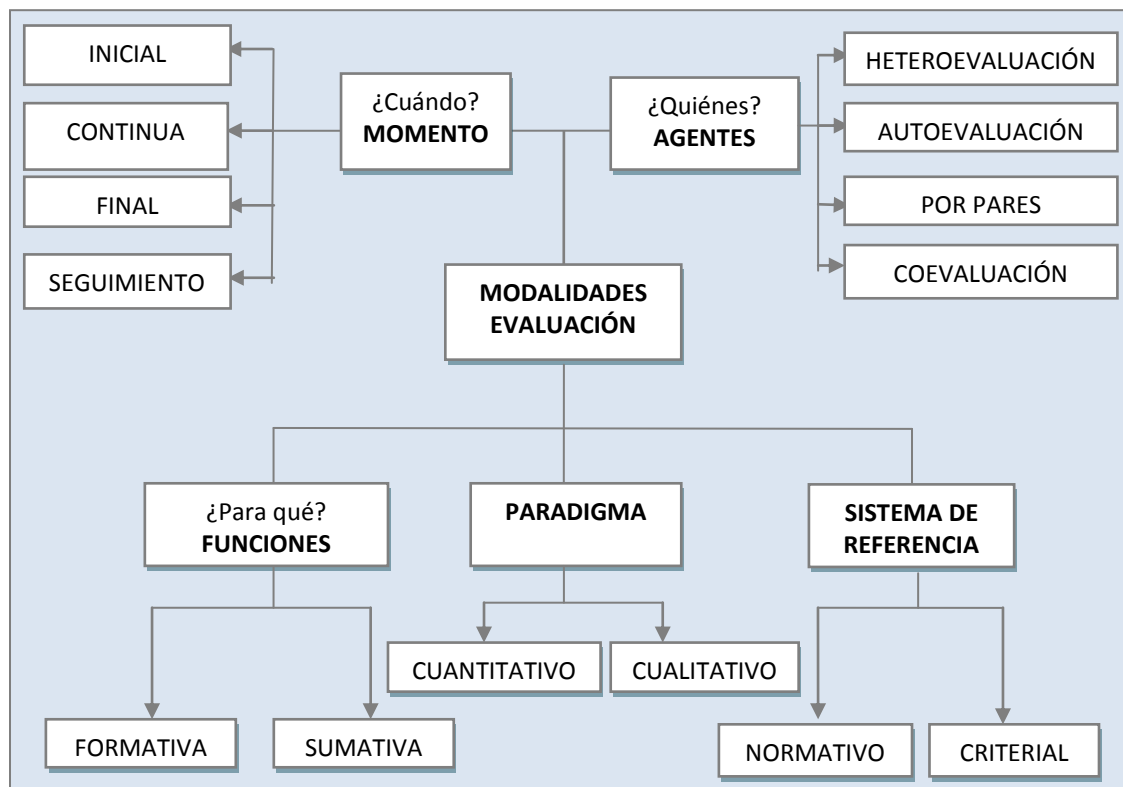 INICIAL
CONTINUA
FINAL
SEGUIMIENTO
¿Cuándo?
MOMENTO
¿Quiénes?
AGENTES
HETEROEVALUACIÓN
AUTOEVALUACIÓN
POR PARES
COEVALUACIÓN
MODALIDADES
EVALUACIÓN
¿Para qué?
FUNCIONES
PARADIGMA
SISTEMA DE
REFERENCIA
FORMATIVA
SUMATIVA
CUANTITATIVO
CUALITATIVO
NORMATIVO
CRITERIAL